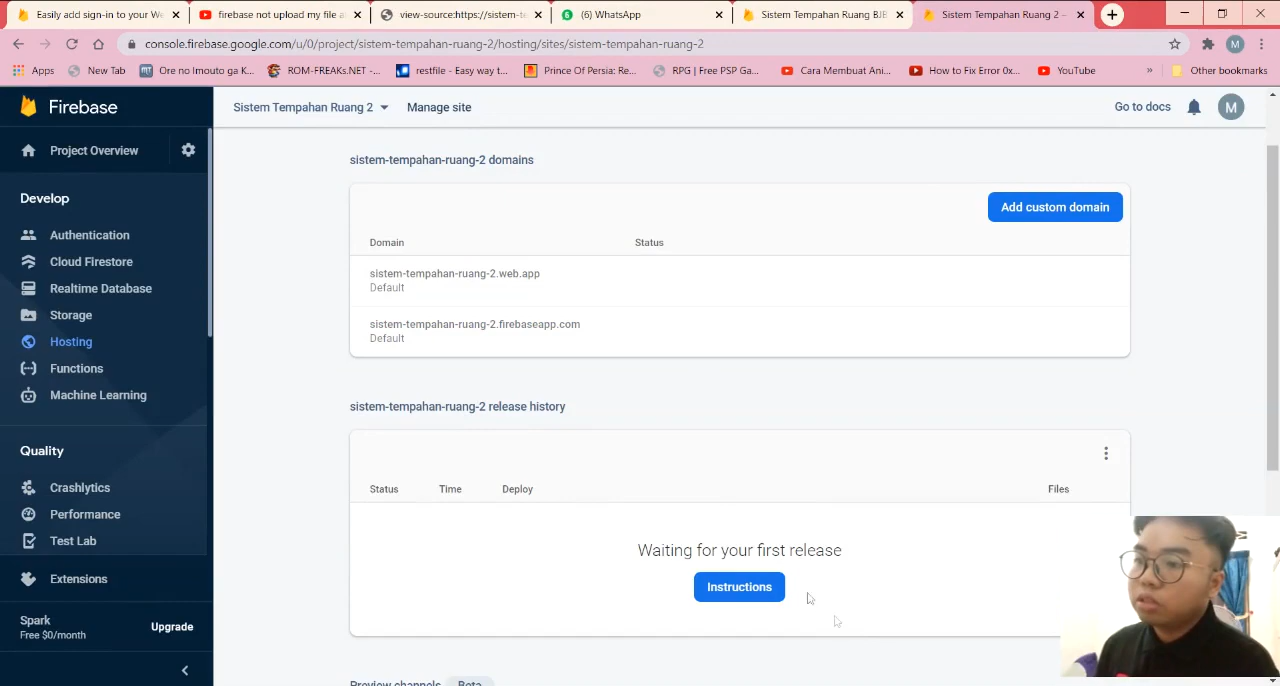 Easily add sign-in to your We
firebase not upload my file a
view-source:https://sistem-te
(6) WhatsApp
Sistem Tempahan Ruang BJB
Sistem Tempahan Ruang 2 –
console.firebase.google.com/u/0/project/sistem-tempahan-ruang-2/hosting/sites/sistem-tempahan-ruang-2
M
Apps
New Tab
Ore no Imouto ga K...
ROM-FREAKs.NET -...
restfile - Easy way t...
Prince Of Persia: Re...
RPG | Free PSP Ga...
Cara Membuat Ani...
How to Fix Error 0x...
YouTube
»
Other bookmarks
Firebase
Sistem Tempahan Ruang 2
Manage site
Go to docs
M
Project Overview
Develop
Authentication
Cloud Firestore
Realtime Database
Storage
Hosting
Functions
Machine Learning
Quality
Crashlytics
Performance
Test Lab
Extensions
Spark
Free $0/month
Upgrade
sistem-tempahan-ruang-2 domains
Add custom domain
Domain
Status
sistem-tempahan-ruang-2.web.app
Default
sistem-tempahan-ruang-2.firebaseapp.com
Default
sistem-tempahan-ruang-2 release history
Status
Time
Deploy
Files
Waiting for your first release
Instructions
Preview channels
Beta